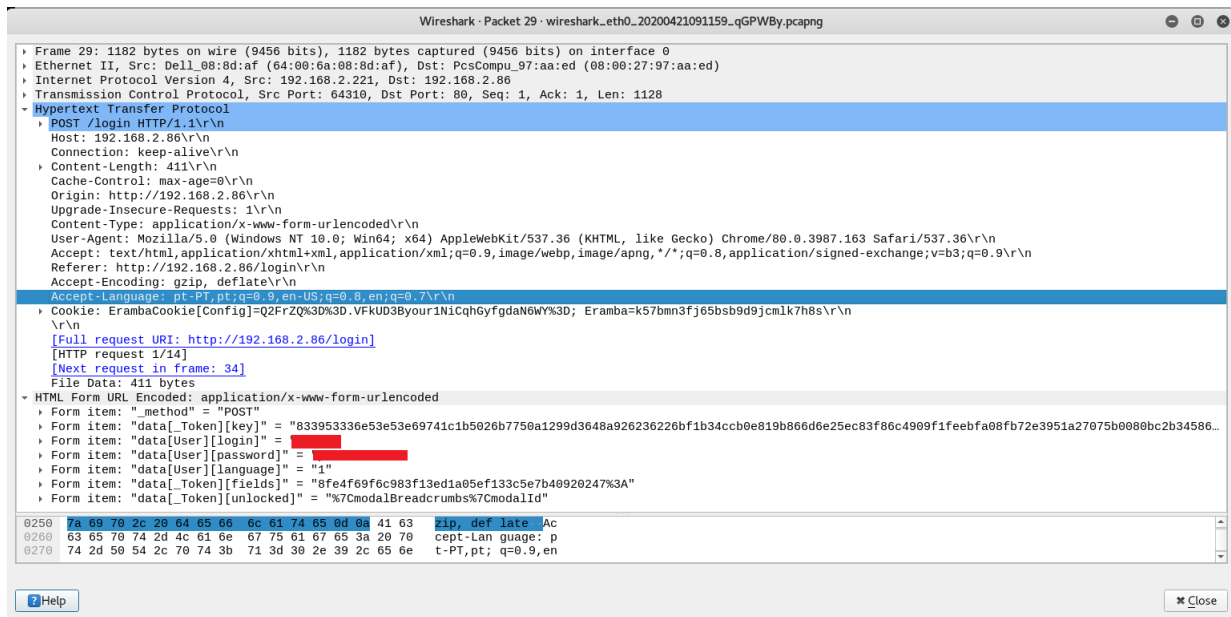 Wireshark · Packet 29 · wireshark_eth0_20200421091159_qGPWBy.pcapng
Frame 29: 1182 bytes on wire (9456 bits), 1182 bytes captured (9456 bits) on interface 0
Ethernet II, Src: Dell_08:8d:af (64:00:6a:08:8d:af), Dst: PcsCompu_97:aa:ed (08:00:27:97:aa:ed)
Internet Protocol Version 4, Src: 192.168.2.221, Dst: 192.168.2.86
Transmission Control Protocol, Src Port: 64310, Dst Port: 80, Seq: 1, Ack: 1, Len: 1128
Hypertext Transfer Protocol
POST /login HTTP/1.1\r\n
Host: 192.168.2.86\r\n
Connection: keep-alive\r\n
Content-Length: 411\r\n
Cache-Control: max-age=0\r\n
Origin: http://192.168.2.86\r\n
Upgrade-Insecure-Requests: 1\r\n
Content-Type: application/x-www-form-urlencoded\r\n
User-Agent: Mozilla/5.0 (Windows NT 10.0; Win64; x64) AppleWebKit/537.36 (KHTML, like Gecko) Chrome/80.0.3987.163 Safari/537.36\r\n
Accept: text/html,application/xhtml+xml,application/xml;q=0.9,image/webp,image/apng,*/*;q=0.8,application/signed-exchange;v=b3;q=0.9\r\n
Referer: http://192.168.2.86/login\r\n
Accept-Encoding: gzip, deflate\r\n
Accept-Language: pt-PT,pt;q=0.9,en-US;q=0.8,en;q=0.7\r\n
Cookie: ErambaCookie[Config]=Q2FrZQ%3D%3D.VFkUD3Byour1NiCqhGyfgdaN6WY%3D; Eramba=k57bmn3fj65bsb9d9jcmlk7h8s\r\n
\r\n
[Full request URI: http://192.168.2.86/login]
[HTTP request 1/14]
[Next request in frame: 34]
File Data: 411 bytes
HTML Form URL Encoded: application/x-www-form-urlencoded
Form item: "_method" = "POST"
Form item: "data[_Token][key]" = "833953336e53e53e69741c1b5026b7750a1299d3648a926236226bf1b34ccb0e819b866d6e25ec83f86c4909f1feebfa08fb72e3951a27075b0080bc2b34586…
Form item: "data[User][login]" = "
Form item: "data[User][password]" = "
Form item: "data[User][language]" = "1"
Form item: "data[_Token][fields]" = "8fe4f69f6c983f13ed1a05ef133c5e7b40920247%3A"
Form item: "data[_Token][unlocked]" = "%7CmodalBreadcrumbs%7CmodalId"
0250 7a 69 70 2c 20 64 65 66 6c 61 74 65 0d 0a 41 63 zip, def late Ac
0260 63 65 70 74 2d 4c 61 6e 67 75 61 67 65 3a 20 70 cept-Lan guage: p
0270 74 2d 50 54 2c 70 74 3b 71 3d 30 2e 39 2c 65 6e t-PT,pt; q=0.9,en
Help
Close